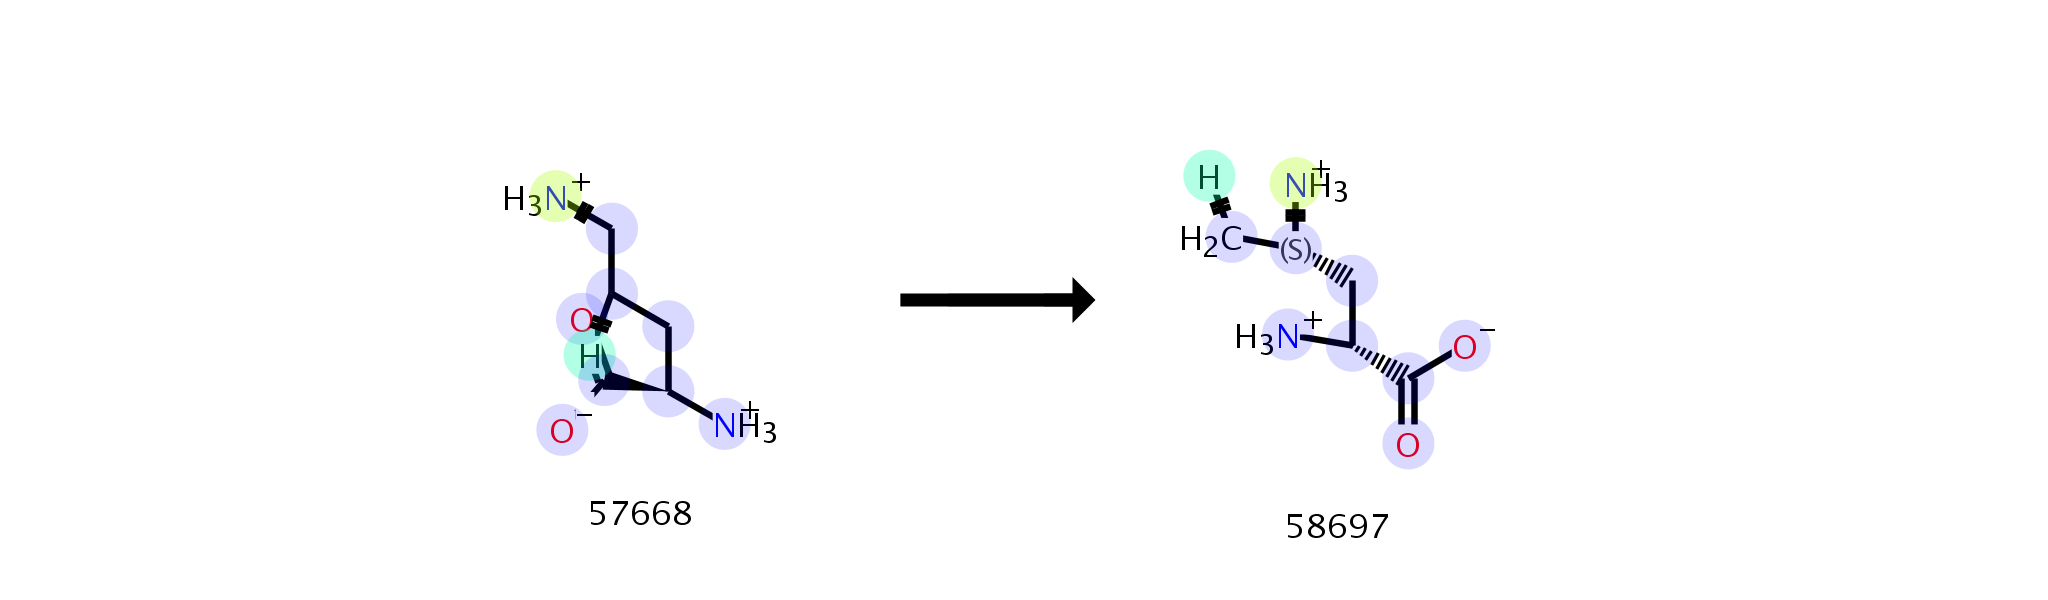 H3N+
O
H
O−
NH3+
57668
H
NH3+
H2C
(S)
H3N+
O−
O
58697